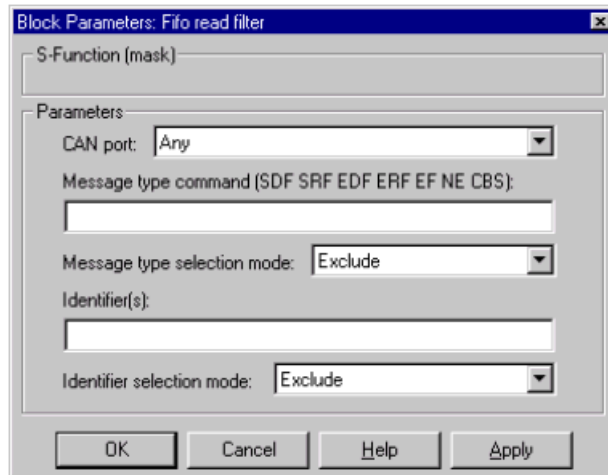 Block Parameters: Fifo read filter
S-Function (mask)
Parameters
CAN port: Any
Message type command (SDF SRF EDF ERF EF NE CBS):
Message type selection mode: Exclude
Identifier(s):
Identifier selection mode: Exclude
OK Cancel Help Apply